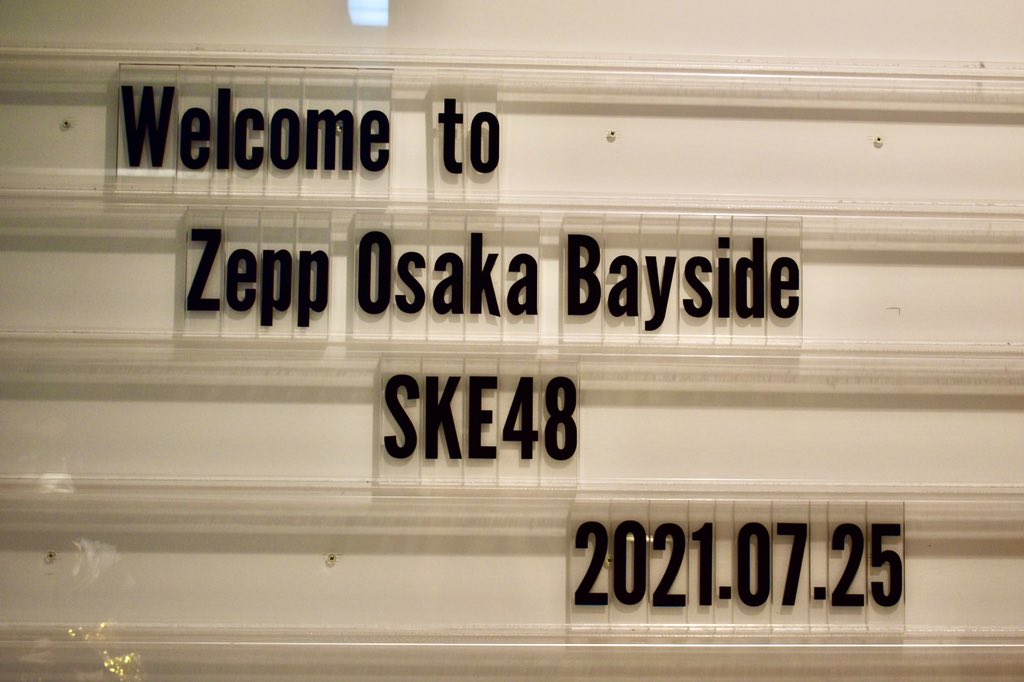 Welcome to
Zepp Osaka Bayside
SKE48
2021.07.25